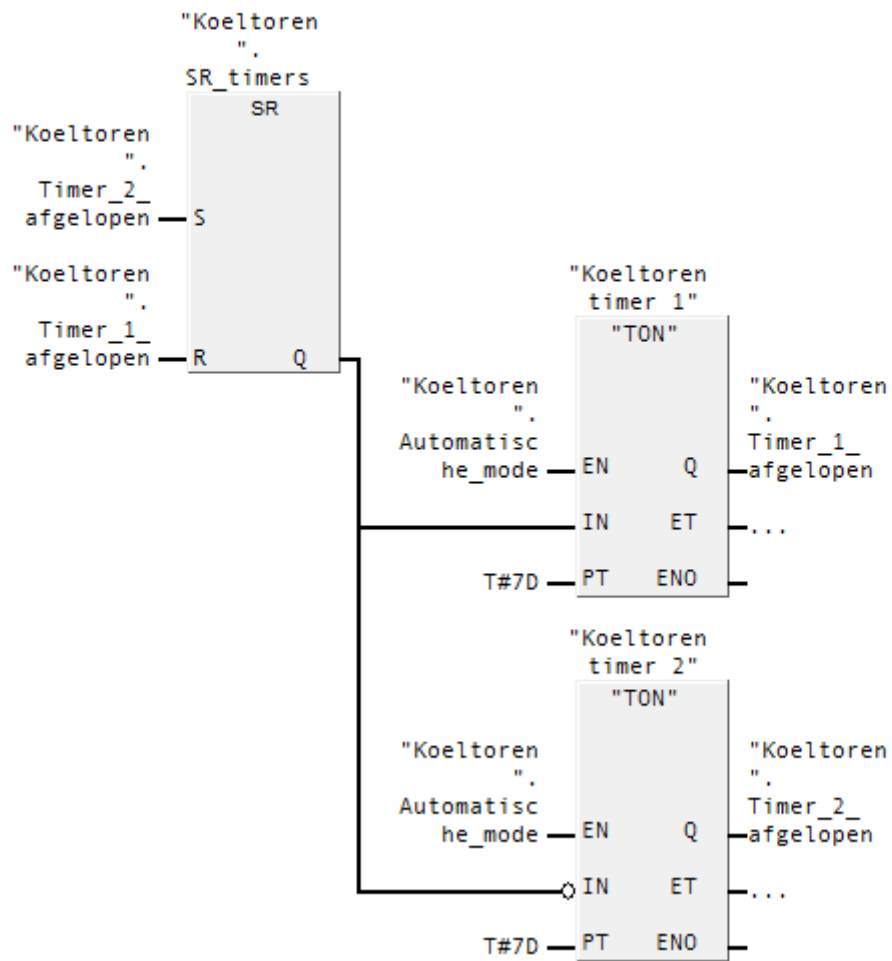 "Koeltoren
".
SR_timers
SR
"Koeltoren
".
Timer_2_
afgelopen
S
"Koeltoren
".
Timer_1_
afgelopen
R Q
"Koeltoren
timer 1"
"TON"
"Koeltoren
".
Automatisc
he_mode
EN Q
"Koeltoren
".
Timer_1_
afgelopen
IN ET ...
T#7D PT ENO
"Koeltoren
timer 2"
"TON"
"Koeltoren
".
Automatisc
he_mode
EN Q
"Koeltoren
".
Timer_2_
afgelopen
IN ET ...
T#7D PT ENO